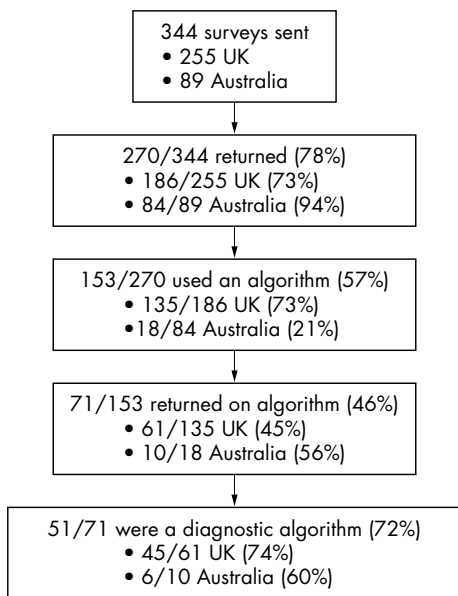 344 surveys sent
• 255 UK
• 89 Australia
270/344 returned (78%)
• 186/255 UK (73%)
• 84/89 Australia (94%)
153/270 used an algorithm (57%)
• 135/186 UK (73%)
•18/84 Australia (21%)
71/153 returned on algorithm (46%)
• 61/135 UK (45%)
• 10/18 Australia (56%)
51/71 were a diagnostic algorithm (72%)
• 45/61 UK (74%)
• 6/10 Australia (60%)